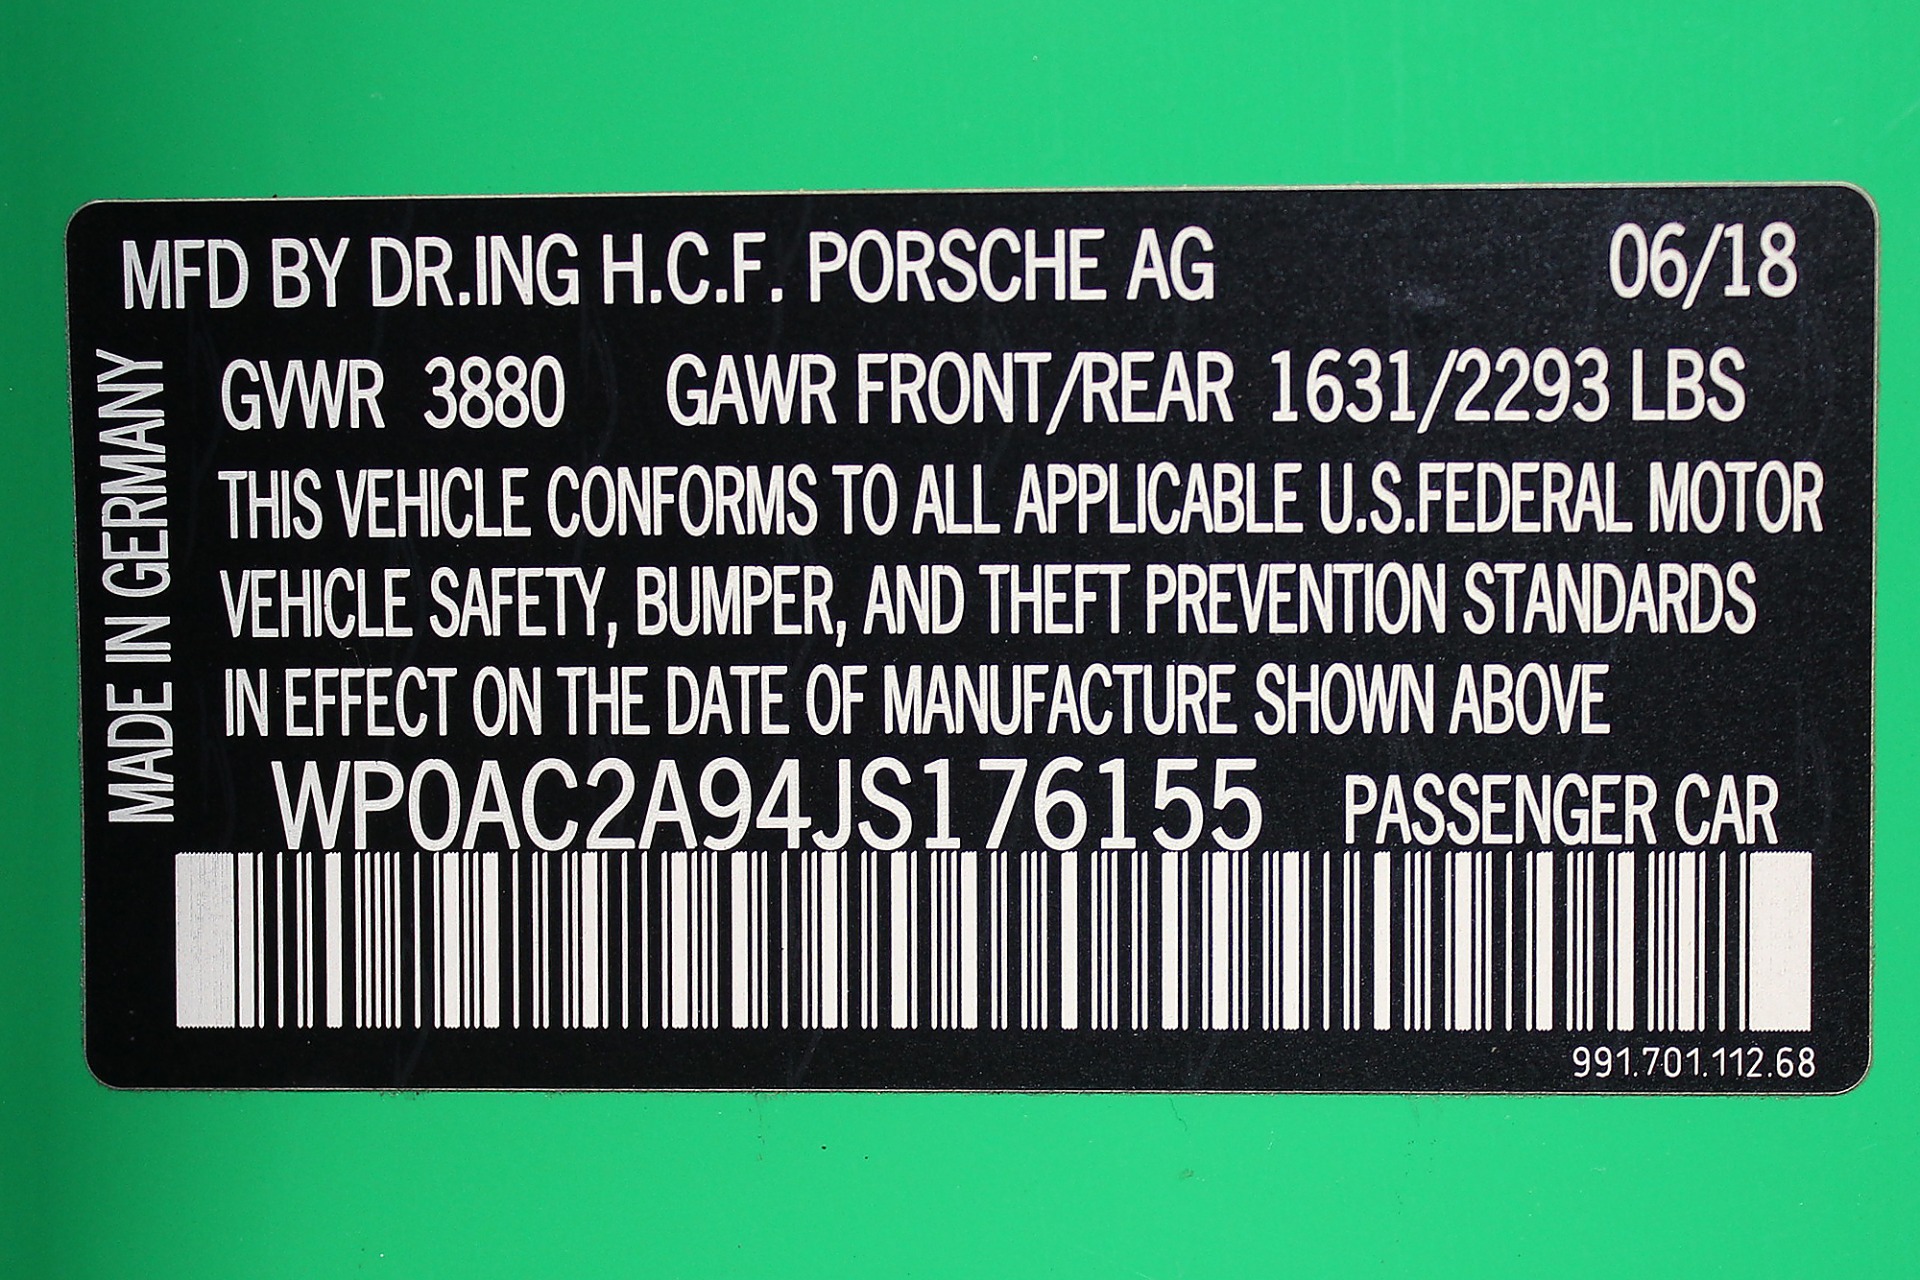 MFD BY DR.ING H.C.F. PORSCHE AG 06/18
GVWR 3880 GAWR FRONT/REAR 1631/2293 LBS
THIS VEHICLE CONFORMS TO ALL APPLICABLE U.S.FEDERAL MOTOR
VEHICLE SAFETY, BUMPER, AND THEFT PREVENTION STANDARDS
IN EFFECT ON THE DATE OF MANUFACTURE SHOWN ABOVE
WP0AC2A94JS176155 PASSENGER CAR
991.701.112.68
MADE IN GERMANY